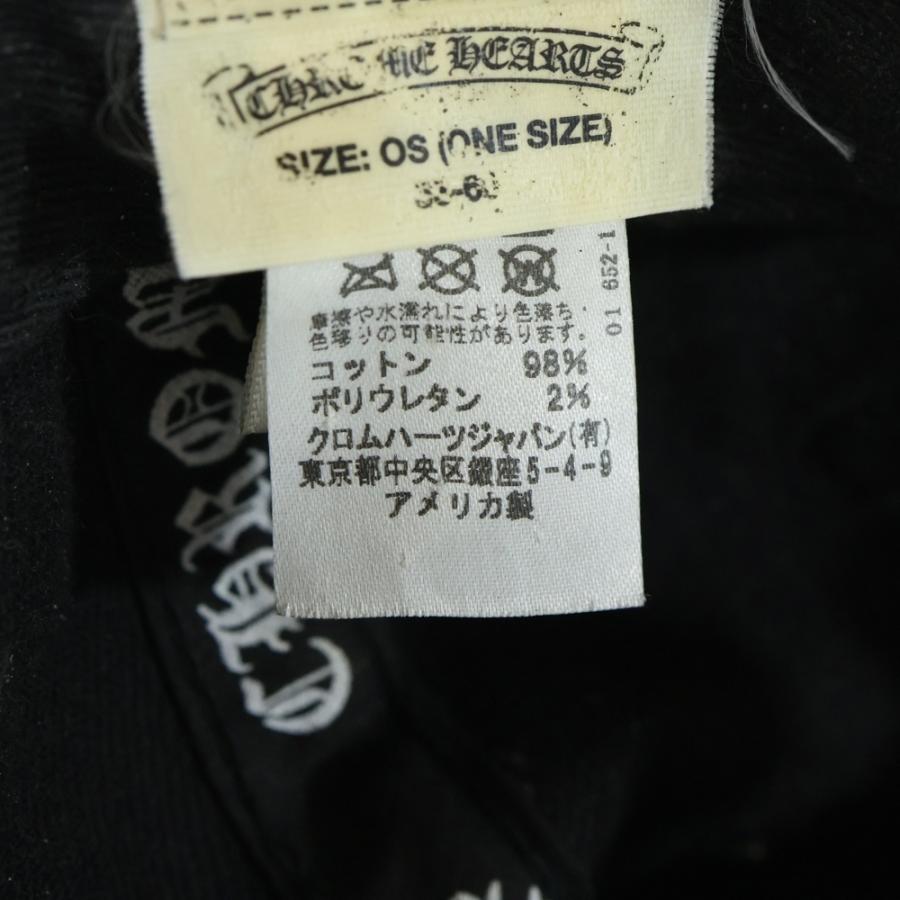 CHROME HEARTS
SIZE: OS (ONE SIZE)
摩擦や水濡れにより色落ち・
色移りの可能性があります。
コットン 98%
ポリウレタン 2%
クロムハーツジャパン(有)
東京都中央区銀座5-4-9
アメリカ製
01 652-1
CHRO